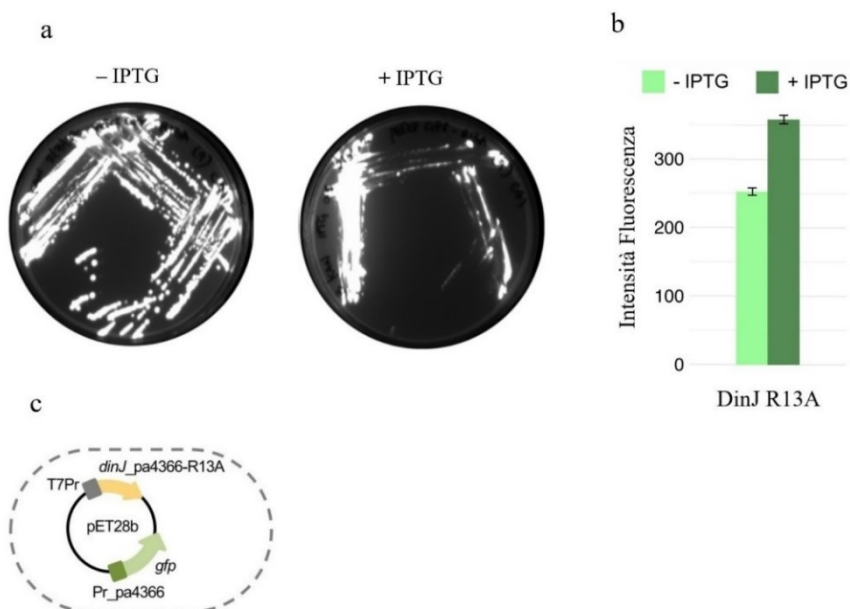 a
– IPTG
+ IPTG
b
- IPTG
+ IPTG
Intensità Fluorescenza
300
200
100
0
DinJ R13A
c
dinJ_pa4366-R13A
T7Pr
pET28b
gfp
Pr_pa4366